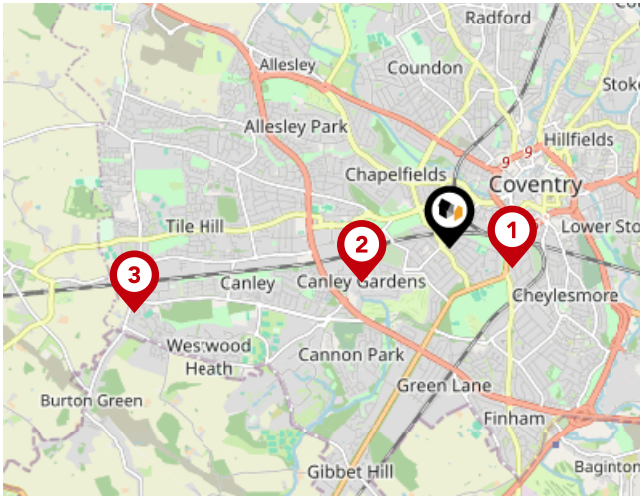 Radford
Allesley
Coundon
Stoke
Allesley Park
Hillfields
9
9
Chapelfields
Coventry
Tile Hill
2
1
Lower Sto
3
Canley
Canley Gardens
Cheylesmore
Westwood
Heath
Cannon Park
Green Lane
Burton Green
Finham
Gibbet Hill
Baginton